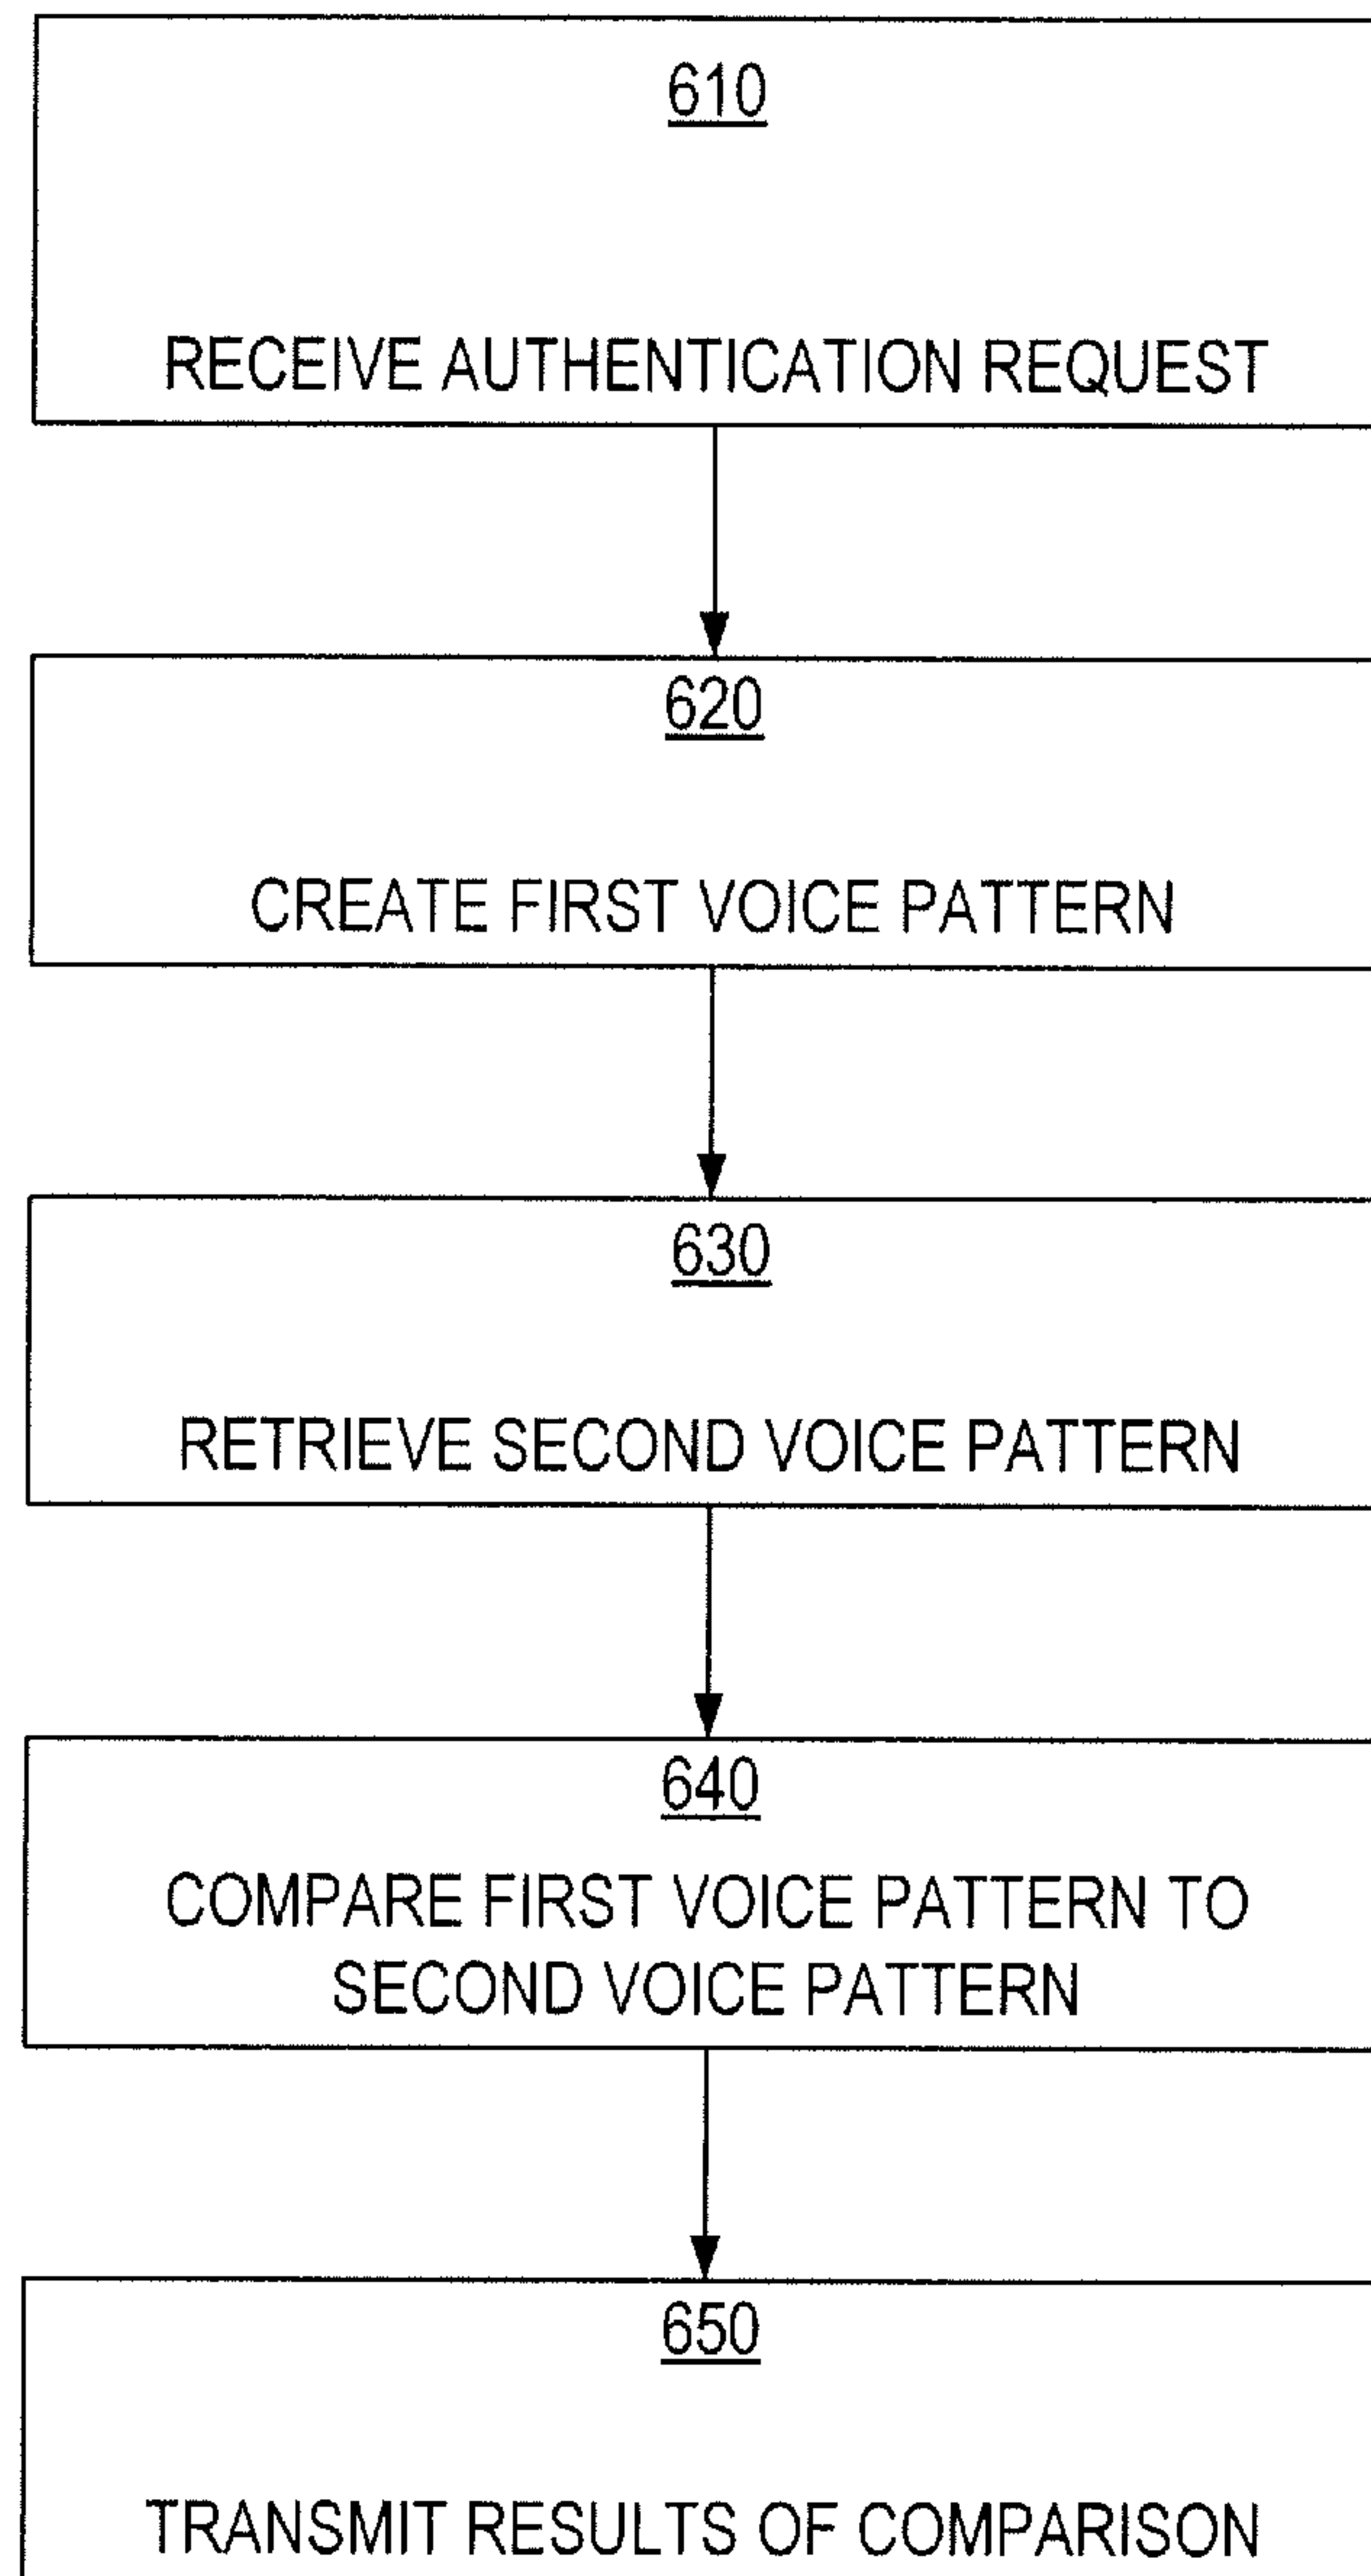 610
RECEIVE AUTHENTICATION REQUEST
620
CREATE FIRST VOICE PATTERN
630
RETRIEVE SECOND VOICE PATTERN
640
COMPARE FIRST VOICE PATTERN TO
SECOND VOICE PATTERN
650
TRANSMIT RESULTS OF COMPARISON